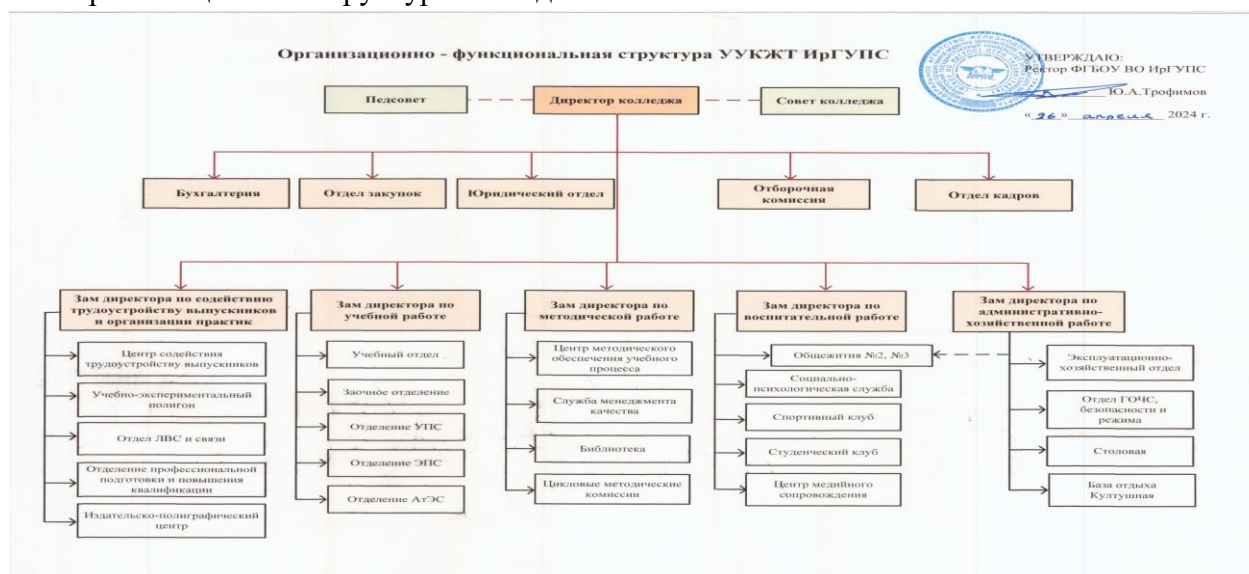 Организационно - функциональная структура УУКЖТ ИрГУПС
УТВЕРЖДАЮ:
Ректор ФГБОУ ВО ИрГУПС
Ю.А.Трофимов
«26» апреля 2024 г.
Педсовет
Директор колледжа
Совет колледжа
Бухгалтерия
Отдел закупок
Юридический отдел
Отборочная
комиссия
Отдел кадров
Зам директора по содействию
трудоустройству выпускников
и организации практик
Центр содействия
трудоустройству выпускников
Учебно-экспериментальный
полигон
Отдел ЛВС и связи
Отделение профессиональной
подготовки и повышения
квалификации
Издательско-полиграфический
центр
Зам директора по
учебной работе
Учебный отдел
Заочное отделение
Отделение УПС
Отделение ЭПС
Отделение АтЭС
Зам директора по
методической работе
Центр методического
обеспечения учебного
процесса
Служба менеджмента
качества
Библиотека
Цикловые методические
комиссии
Зам директора по
воспитательной работе
Общежития №2, №3
Социально-
психологическая служба
Спортивный клуб
Студенческий клуб
Центр медийного
сопровождения
Зам директора по
административно-
хозяйственной работе
Эксплуатационно-
хозяйственный отдел
Отдел ГОЧС,
безопасности и
режима
Столовая
База отдыха
Култушная